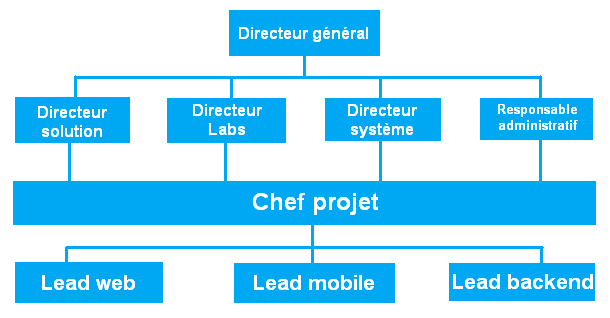 Directeur général
Directeur
solution
Directeur
Labs
Directeur
système
Responsable
administratif
Chef projet
Lead web
Lead mobile
Lead backend